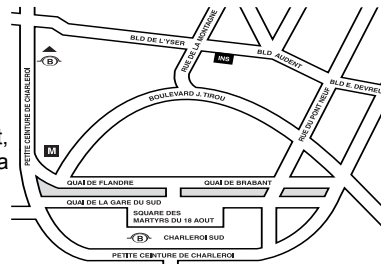 BLD DE L'YSER
RUE DE LA MONTAGNE
INS
BLD AUDENT
BLD E. DEVREU
B
PETITE CEINTURE DE CHARLEROI
BOULEVARD J. TIROU
RUE DU PONT NEUF
t,
a
M
QUAI DE FLANDRE
QUAI DE BRABANT
QUAI DE LA GARE DU SUD
SQUARE DES
MARTYRS DU 18 AOUT
B
CHARLEROI SUD
PETITE CEINTURE DE CHARLEROI